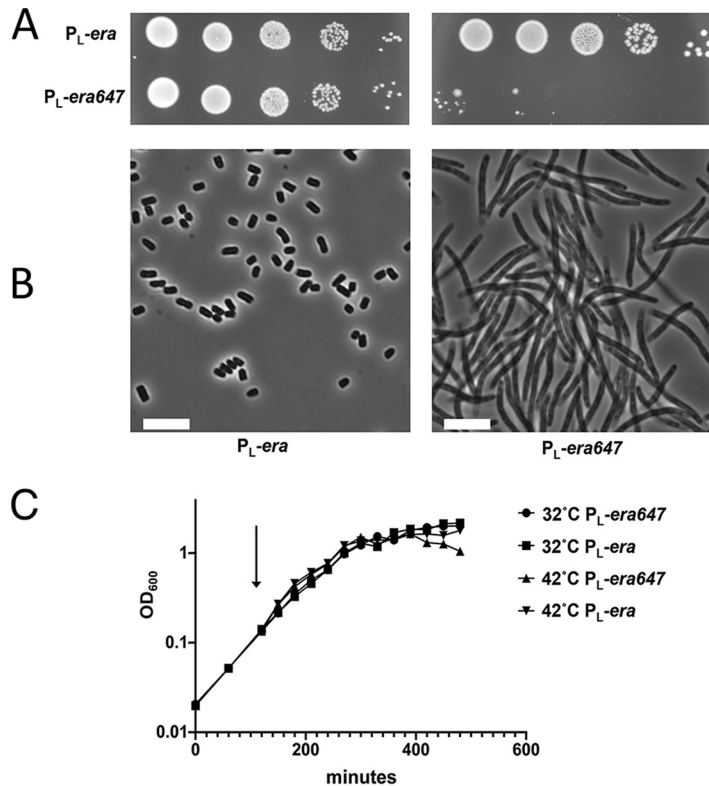 A
PL-era
PL-era647
B
PL-era
PL-era647
C
OD600
1
0.1
0.01
0
200
400
600
minutes
32˚C PL-era647
32˚C PL-era
42˚C PL-era647
42˚C PL-era